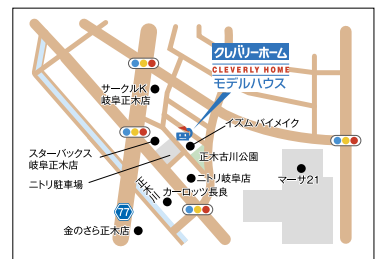 クレバリーホーム
CLEVERLY HOME
モデルハウス
サークルK
岐阜正木店
イズム バイメイク
スターバックス
岐阜正木店
正木古川公園
ニトリ駐車場
ニトリ岐阜店
マーサ21
正木川
カーロッツ長良
77
金のさら正木店